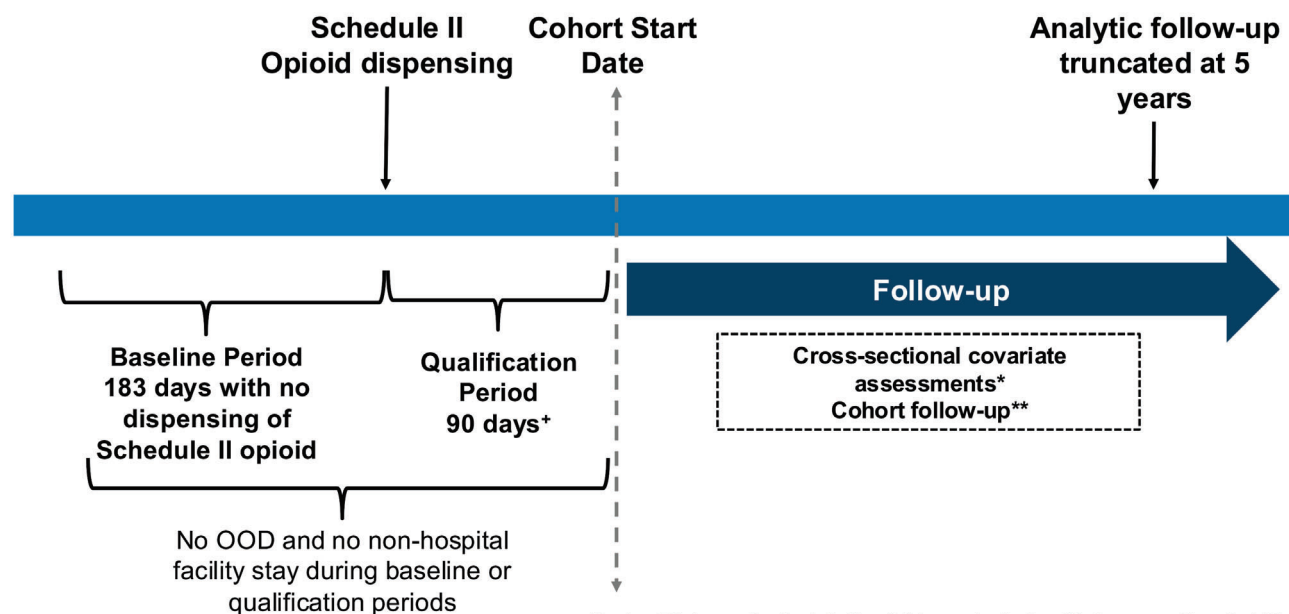 Schedule II
Opioid dispensing
Cohort Start
Date
Analytic follow-up
truncated at 5
years
Follow-up
Baseline Period
183 days with no
dispensing of
Schedule II opioid
Qualification
Period
90 days⁺
Cross-sectional covariate
assessments*
Cohort follow-up**
No OOD and no non-hospital
facility stay during baseline or
qualification periods